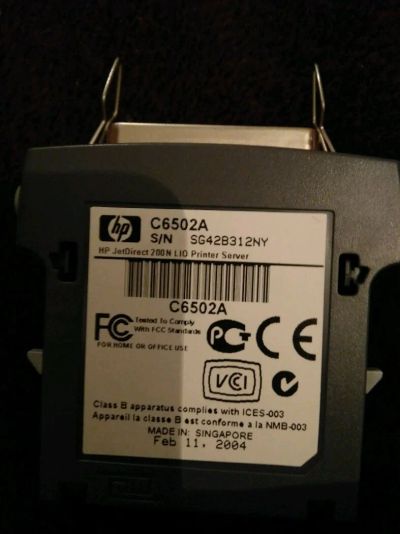 hp
C6502A
S/N SG42B312NY
HP JetDirect 200N LIO Printer Server
C6502A
FC Tested To Comply
With FCC Standards
FOR HOME OR OFFICE USE
PCT CE
VCI
Class B apparatus complies with ICES-003
Appareil la classe B est conforme a la NMB-003
MADE IN: SINGAPORE
Feb 11, 2004